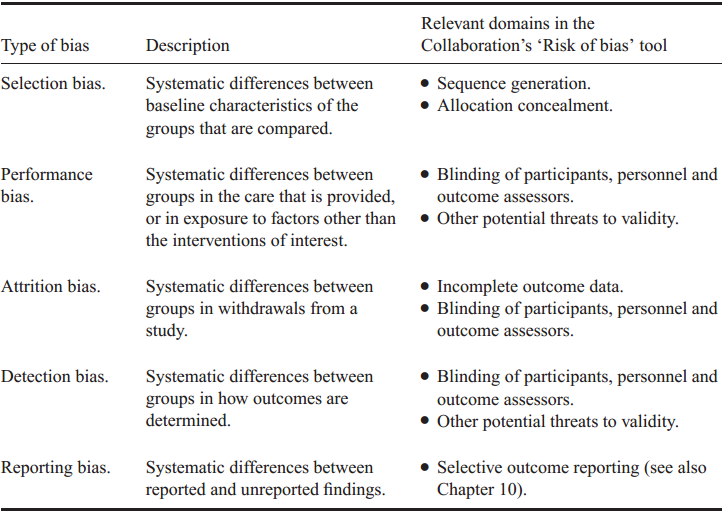 Type of bias
Description
Relevant domains in the
Collaboration’s ‘Risk of bias’ tool
Selection bias.
Systematic differences between
baseline characteristics of the
groups that are compared.
• Sequence generation.
• Allocation concealment.
Performance
bias.
Systematic differences between
groups in the care that is provided,
or in exposure to factors other than
the interventions of interest.
• Blinding of participants, personnel and
outcome assessors.
• Other potential threats to validity.
Attrition bias.
Systematic differences between
groups in withdrawals from a
study.
• Incomplete outcome data.
• Blinding of participants, personnel and
outcome assessors.
Detection bias.
Systematic differences between
groups in how outcomes are
determined.
• Blinding of participants, personnel and
outcome assessors.
• Other potential threats to validity.
Reporting bias.
Systematic differences between
reported and unreported findings.
• Selective outcome reporting (see also
Chapter 10).